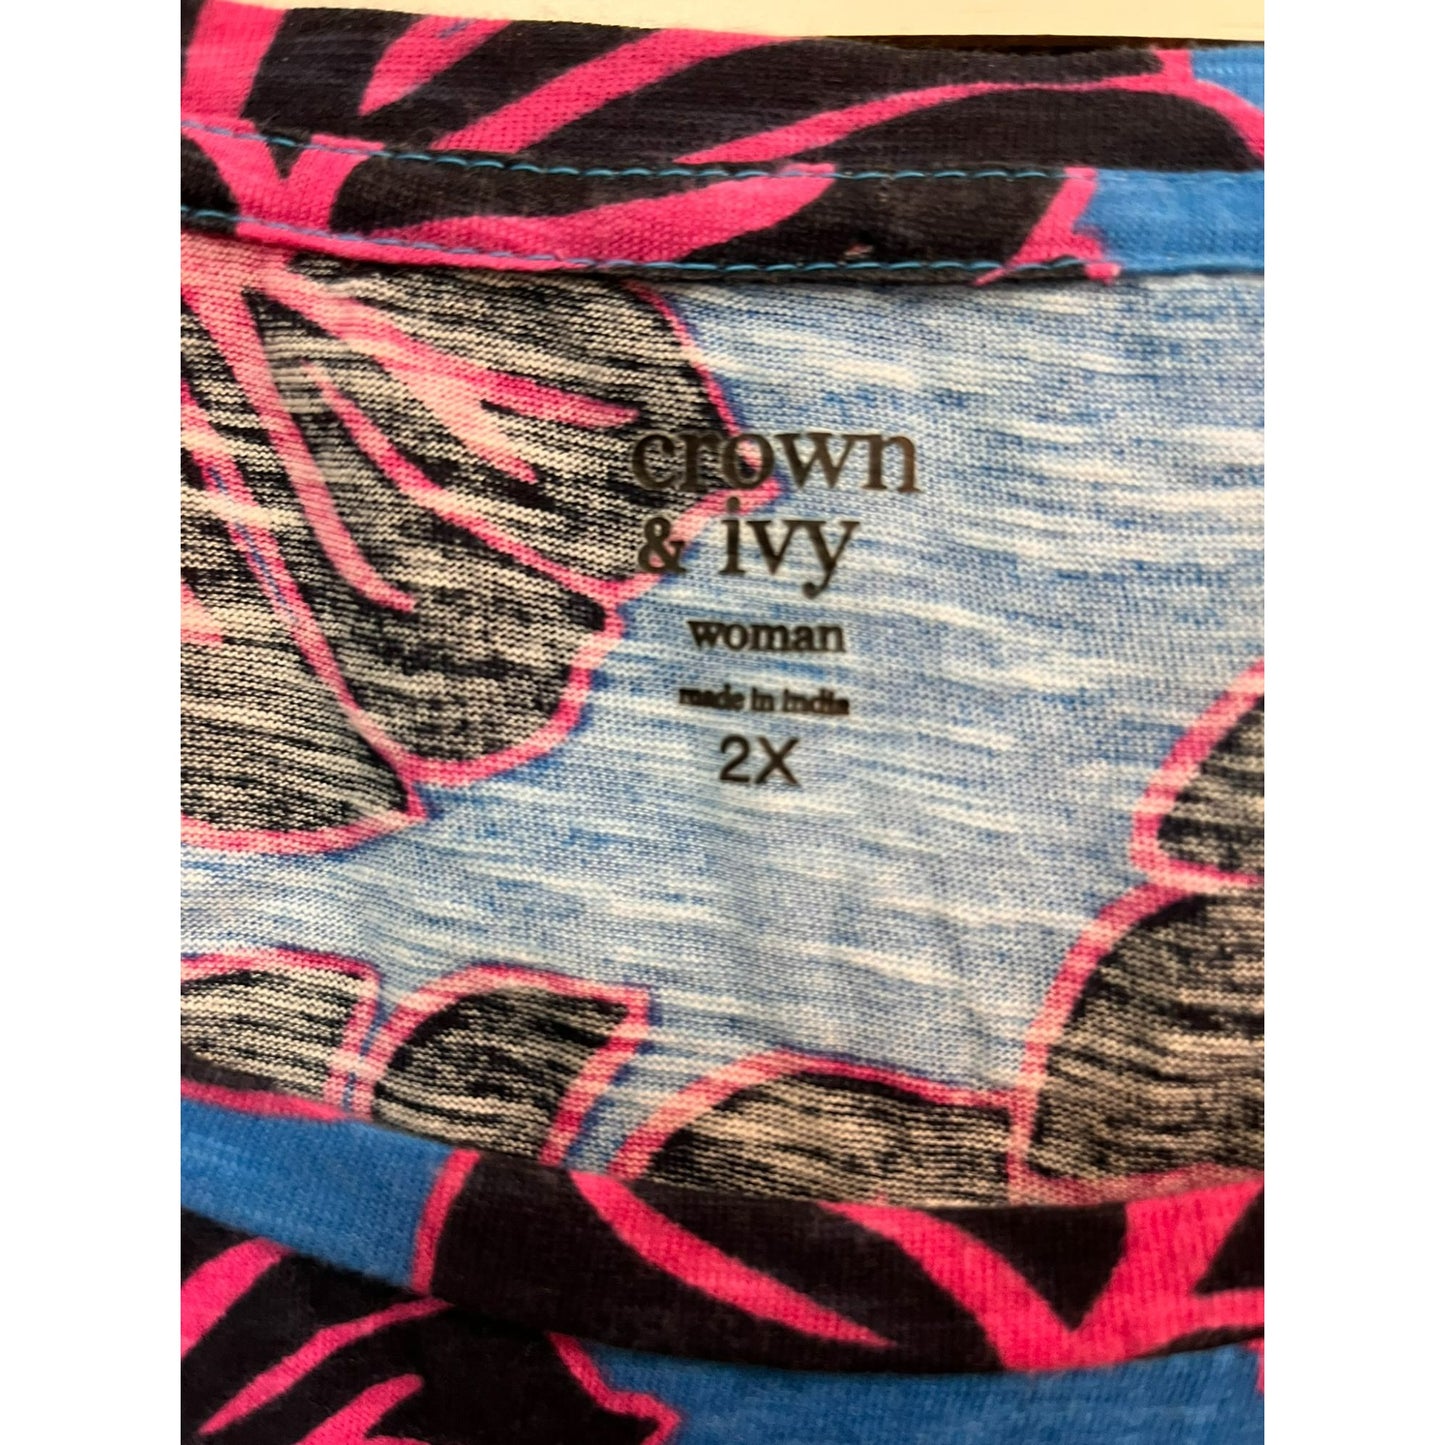 crown
& ivy
woman
made in India
2X